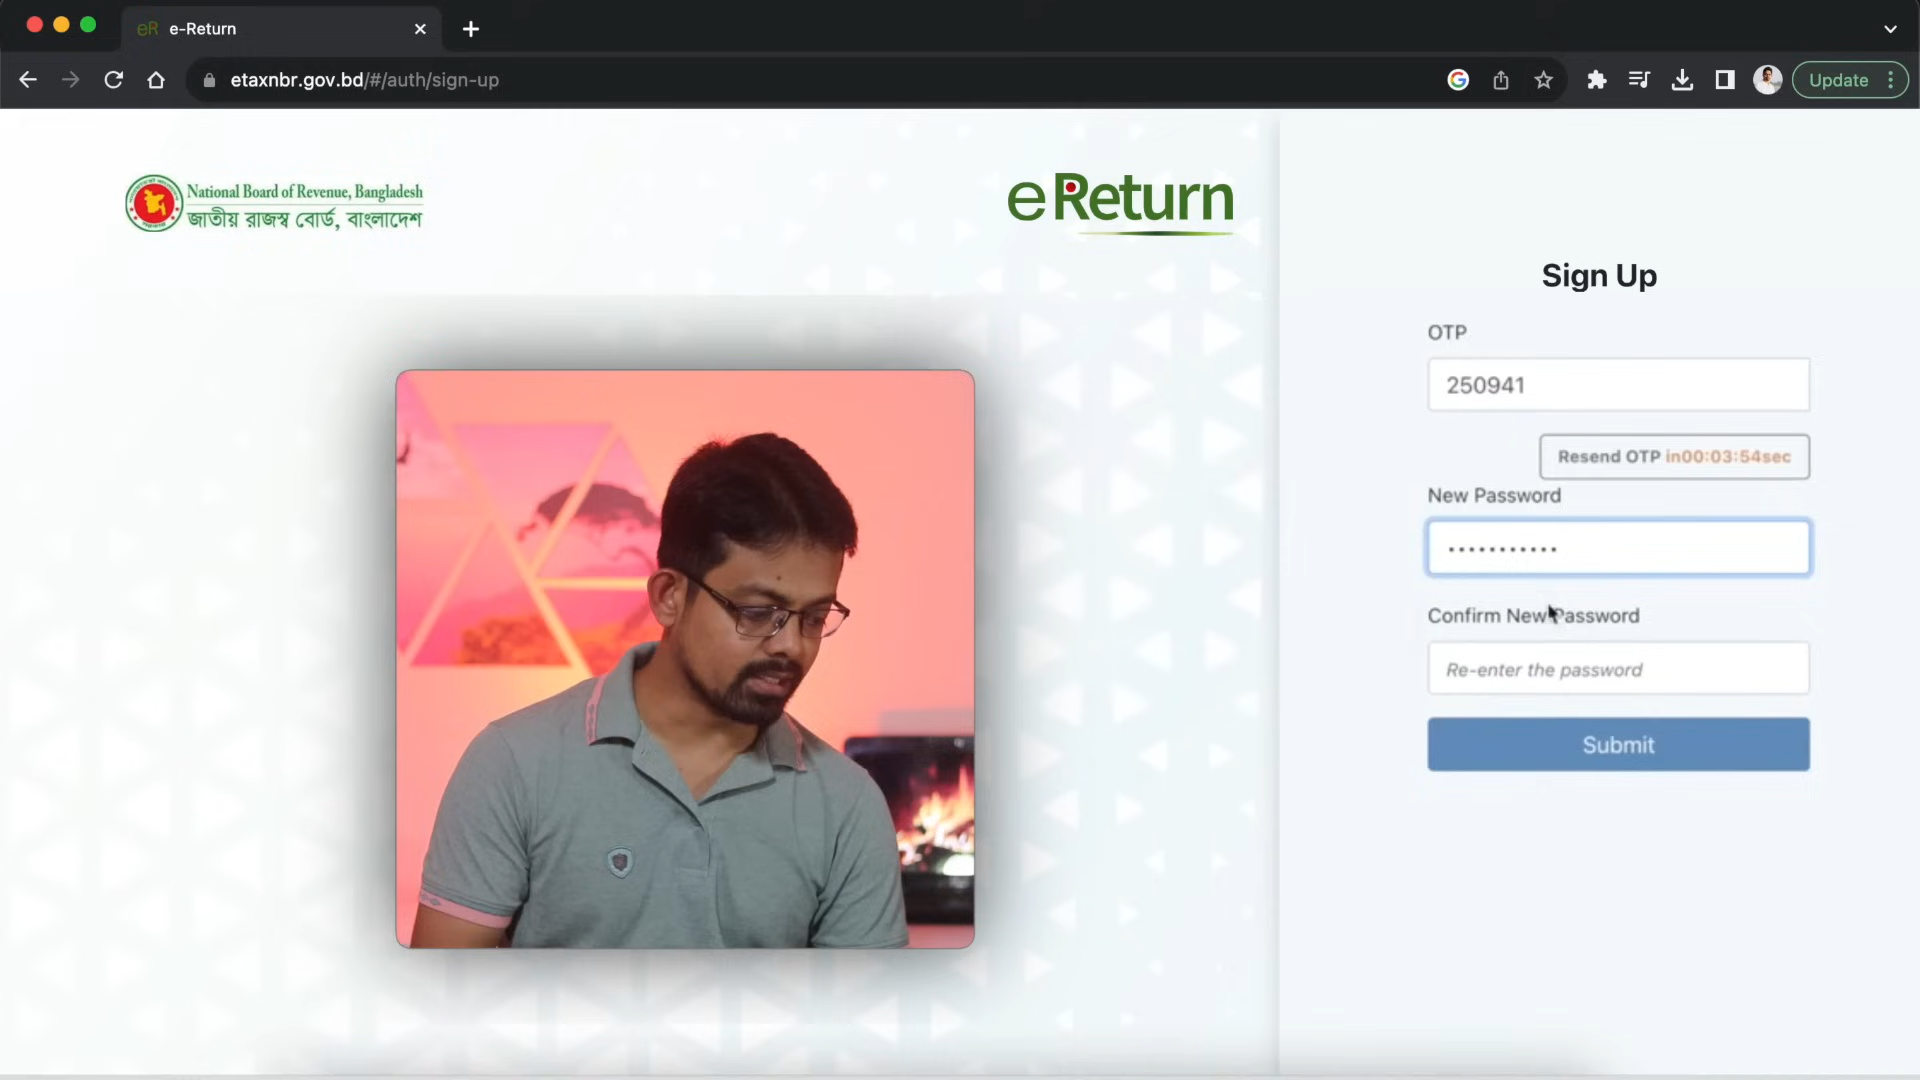 e-Return
etaxnbr.gov.bd/#/auth/sign-up
Update
National Board of Revenue, Bangladesh
জাতীয় রাজস্ব বোর্ড, বাংলাদেশ
eReturn
Sign Up
OTP
250941
Resend OTP in00:03:54sec
New Password
Confirm New Password
Re-enter the password
Submit